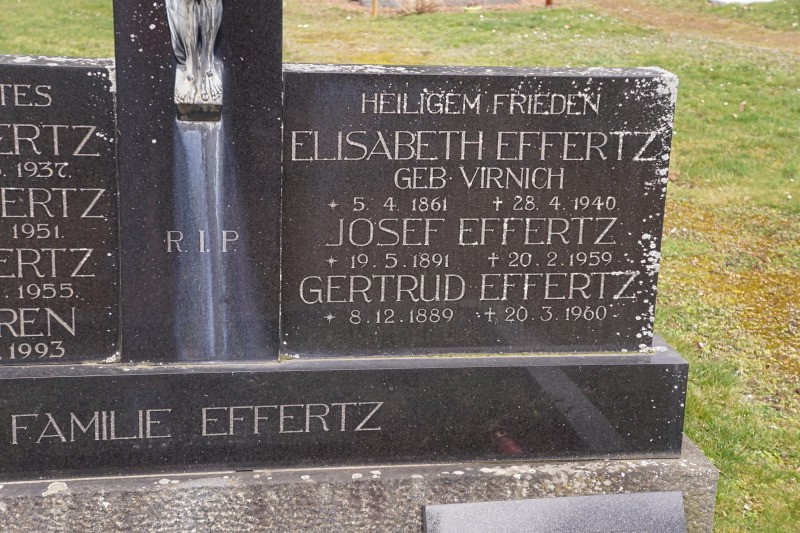 TES
ERTZ
1937.
ERTZ
1951
ERTZ
1955.
REN
1993
R.I.P.
HEILIGEM FRIEDEN
ELISABETH EFFERTZ
GEB. VIRNICH
* 5. 4. 1861 † 28. 4. 1940.
JOSEF EFFERTZ
* 19. 5. 1891 † 20. 2. 1959
GERTRUD EFFERTZ
* 8. 12. 1889 † 20. 3. 1960
FAMILIE EFFERTZ